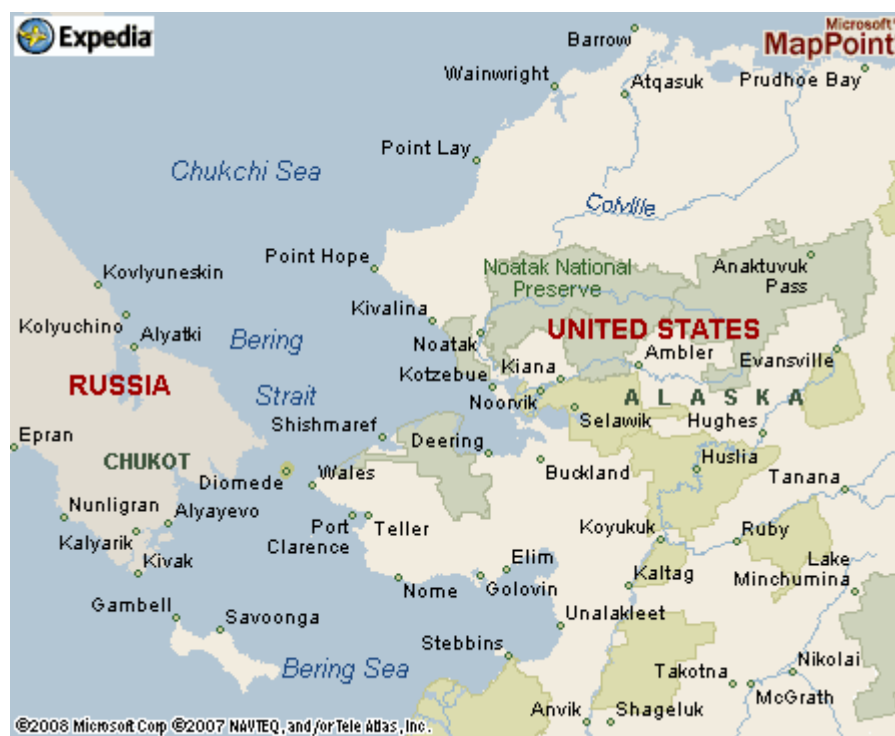 Expedia
Microsoft®
MapPoint
Barrow
Wainwright
Atqasuk
Prudhoe Bay
Point Lay
Chukchi Sea
Colville
Point Hope
Noatak National
Preserve
Anaktuvuk
Pass
Kovlyuneskin
Kivalina
Kolyuchino
Alyatki
Bering
Strait
Noatak
UNITED STATES
Kiana
Ambler
Evansville
RUSSIA
Kotzebue
Noorvik
ALASKA
Shishmaref
Selawik
Hughes
Epran
Deering
CHUKOT
Diomede
Wales
Buckland
Huslia
Tanana
Nunligran
Alyayevo
Port
Clarence
Teller
Koyukuk
Ruby
Kalyarik
Kivak
Elim
Lake
Minchumina
Kaltag
Nome
Golovin
Gambell
Savoonga
Unalakleet
Stebbins
Bering Sea
Takotna
Nikolai
McGrath
Anvik
Shageluk
©2008 Microsoft Corp ©2007 NAVTEQ, and/or Tele Atlas, Inc.